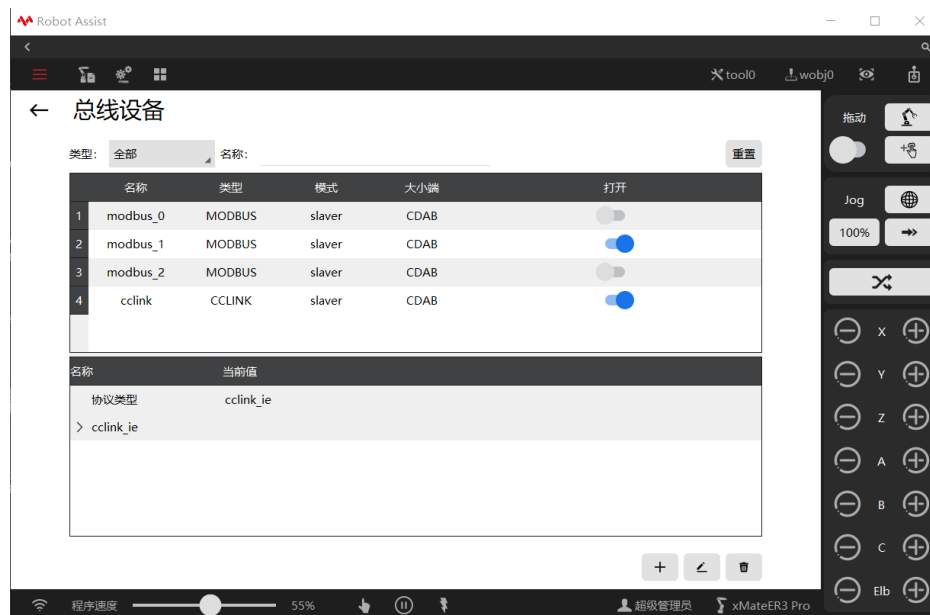 Robot Assist
tool0 wobj0
总线设备
类型: 全部 名称: 重置
名称 类型 模式 大小端 打开
1 modbus_0 MODBUS slaver CDAB
2 modbus_1 MODBUS slaver CDAB
3 modbus_2 MODBUS slaver CDAB
4 cclink CCLINK slaver CDAB
名称 当前值
协议类型 cclink_ie
cclink_ie
拖动
Jog
100%
X
Y
Z
A
B
C
Elb
程序速度 55% 超级管理员 xMateER3 Pro